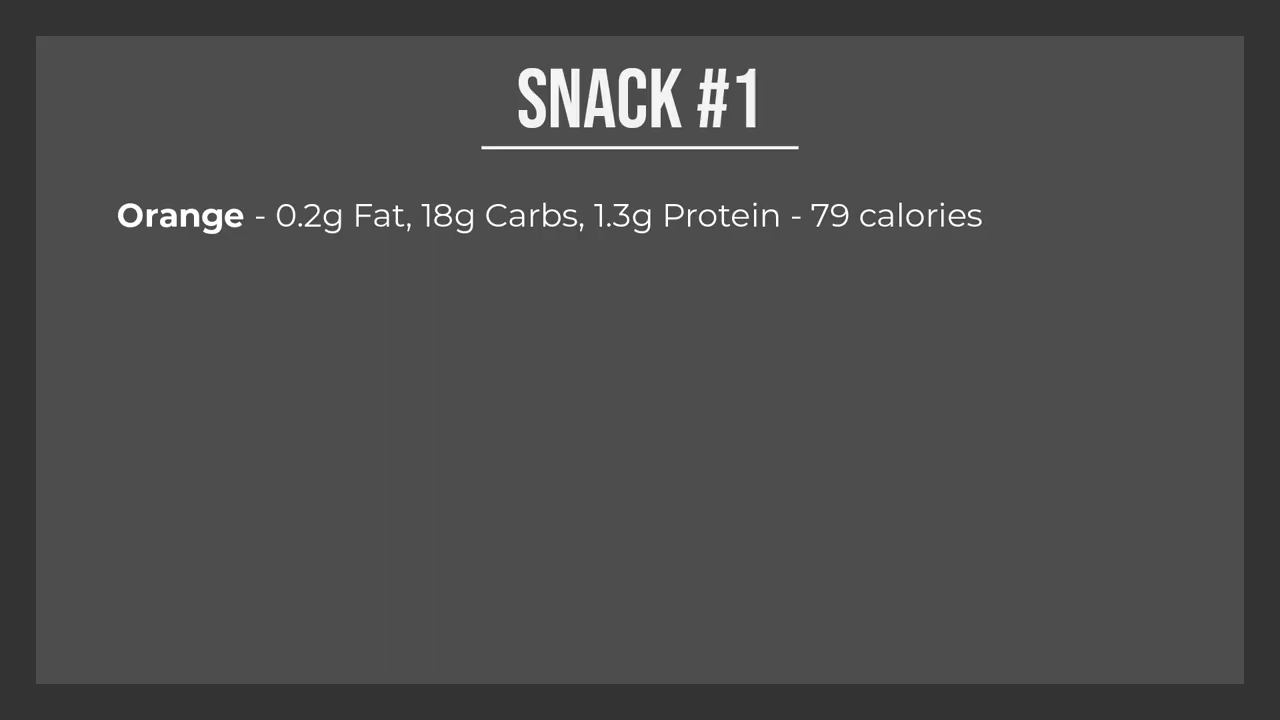 SNACK #1
Orange - 0.2g Fat, 18g Carbs, 1.3g Protein - 79 calories